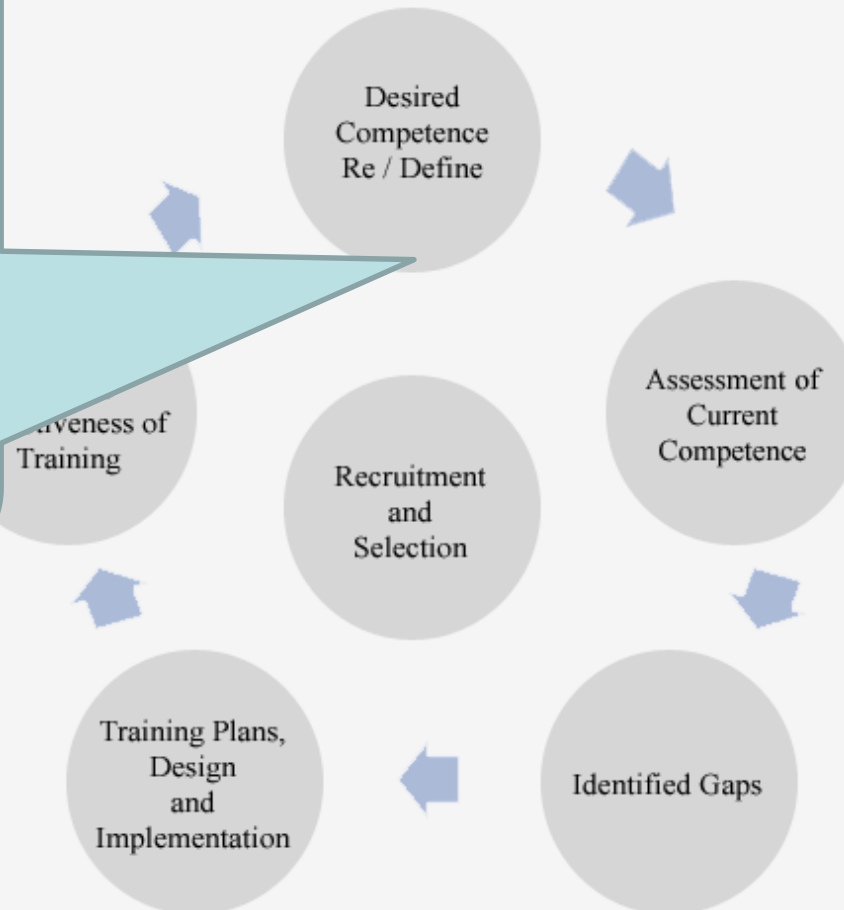 Desired
Competence
Re / Define
Assessment of
Current
Competence
Identified Gaps
Training Plans,
Design
and
Implementation
of
Training
Recruitment
and
Selection